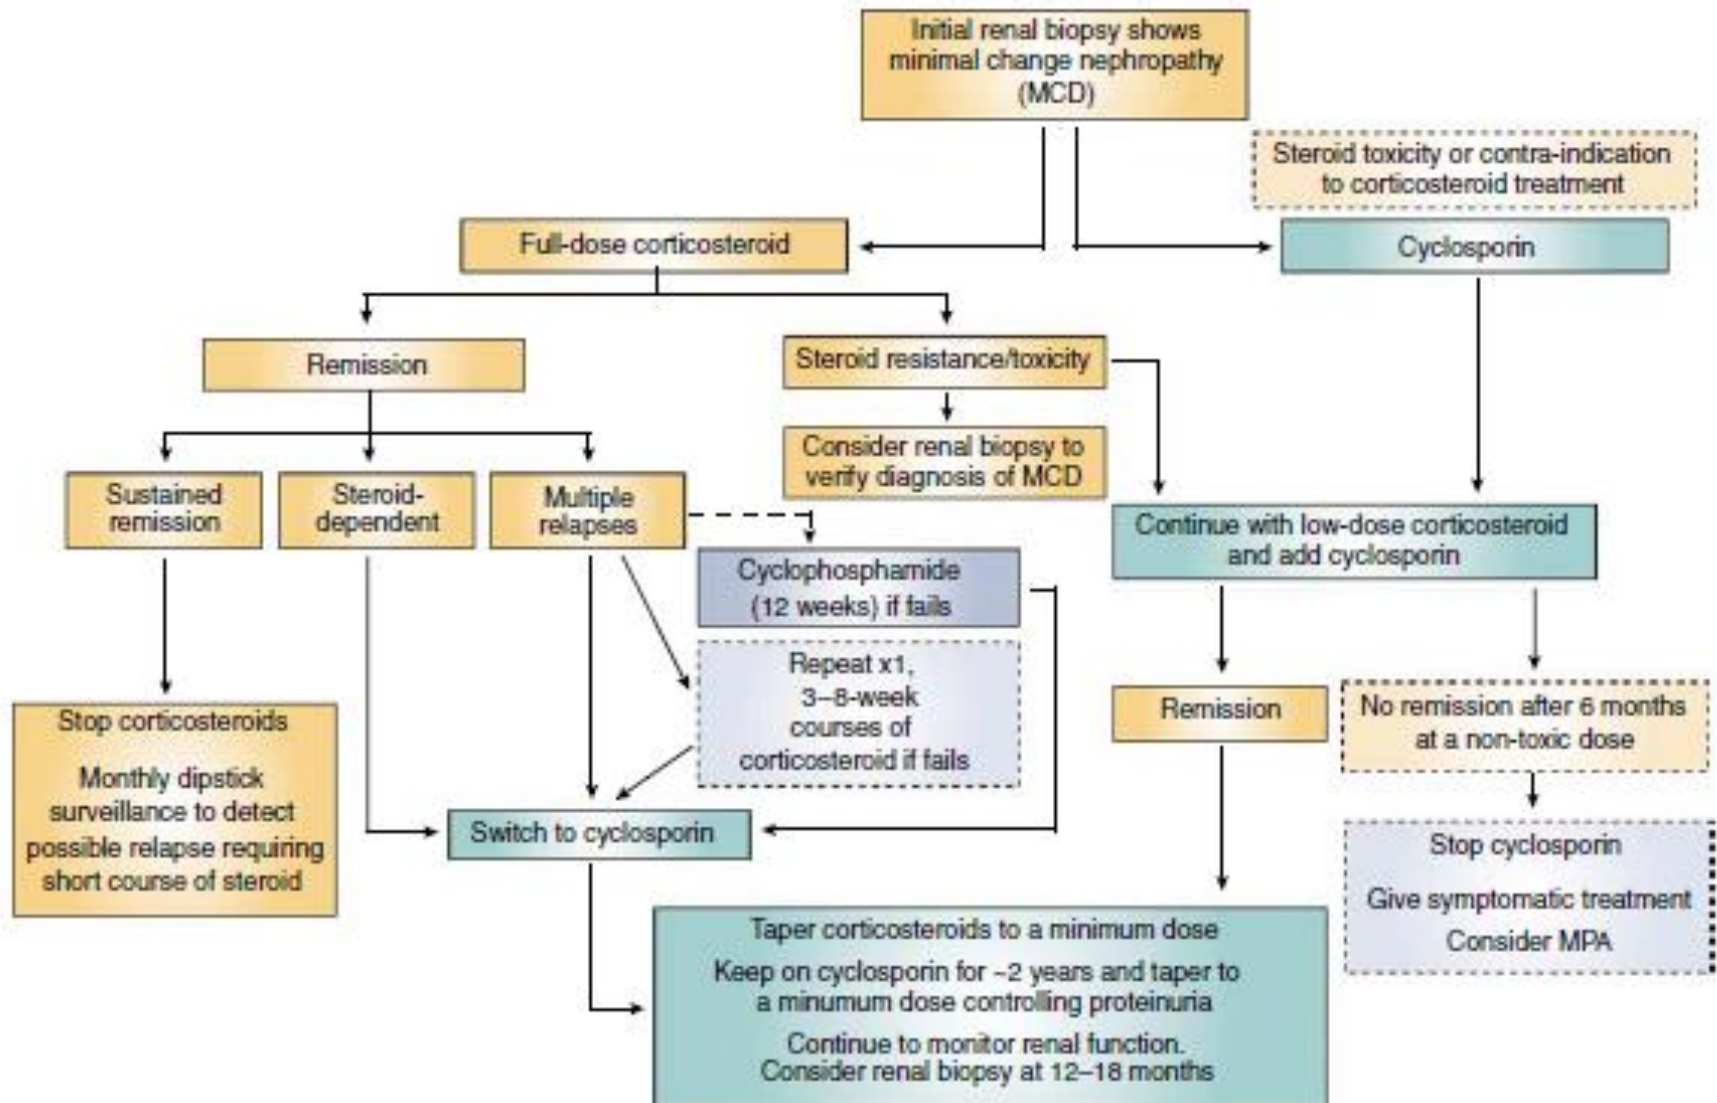 Initial renal biopsy shows
minimal change nephropathy
(MCD)
Steroid toxicity or contra-indication
to corticosteroid treatment
Full-dose corticosteroid
Cyclosporin
Remission
Steroid resistance/toxicity
Consider renal biopsy to
verify diagnosis of MCD
Sustained
remission
Steroid-
dependent
Multiple
relapses
Continue with low-dose corticosteroid
and add cyclosporin
Cyclophosphamide
(12 weeks) if fails
Repeat x1,
3–8-week
courses of
corticosteroid if fails
Remission
No remission after 6 months
at a non-toxic dose
Stop corticosteroids
Monthly dipstick
surveillance to detect
possible relapse requiring
short course of steroid
Switch to cyclosporin
Stop cyclosporin
Give symptomatic treatment
Consider MPA
Taper corticosteroids to a minimum dose
Keep on cyclosporin for ~2 years and taper to
a minumum dose controlling proteinuria
Continue to monitor renal function.
Consider renal biopsy at 12–18 months